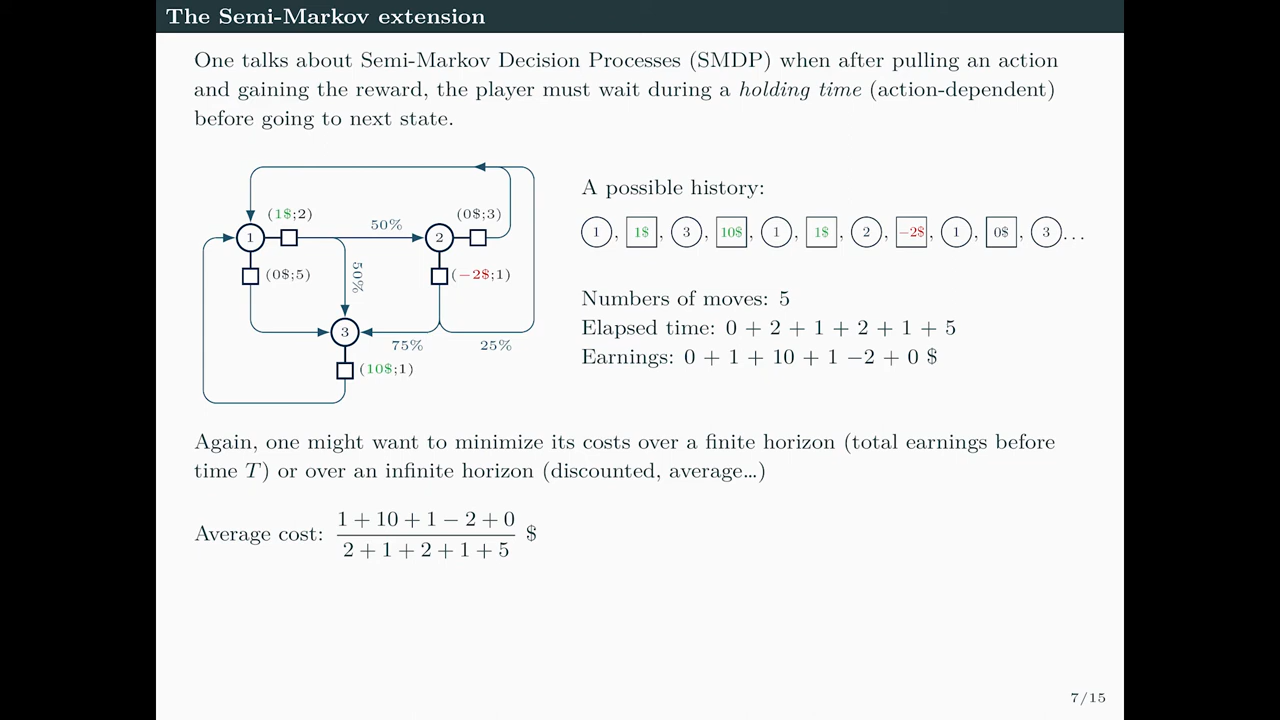 The Semi-Markov extension
One talks about Semi-Markov Decision Processes (SMDP) when after pulling an action
and gaining the reward, the player must wait during a holding time (action-dependent)
before going to next state.
(1$;2)
50%
(0$;3)
1
2
(0$;5)
50%
(−2$;1)
3
75%
25%
(10$;1)
A possible history:
1, 1$, 3, 10$, 1, 1$, 2, −2$, 1, 0$, 3...
Numbers of moves: 5
Elapsed time: 0 + 2 + 1 + 2 + 1 + 5
Earnings: 0 + 1 + 10 + 1 −2 + 0 $
Again, one might want to minimize its costs over a finite horizon (total earnings before
time T) or over an infinite horizon (discounted, average…)
1 + 10 + 1 − 2 + 0
Average cost: $
2 + 1 + 2 + 1 + 5
7/15